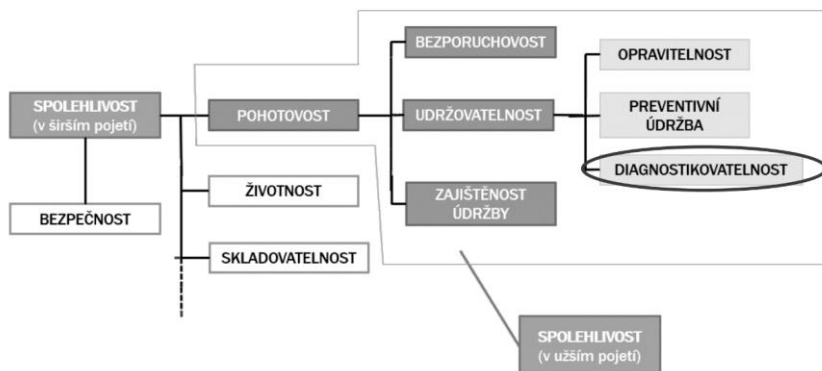 BEZPORUCHOVOST
OPRAVITELNOST
SPOLEHLIVOST
(v širším pojetí)
POHOTOVOST
UDRŽOVATELNOST
PREVENTIVNÍ
ÚDRŽBA
DIAGNOSTIKOVATELNOST
ŽIVOTNOST
ZAJIŠTĚNOST
ÚDRŽBY
BEZPEČNOST
SKLADOVATELNOST
SPOLEHLIVOST
(v užším pojetí)